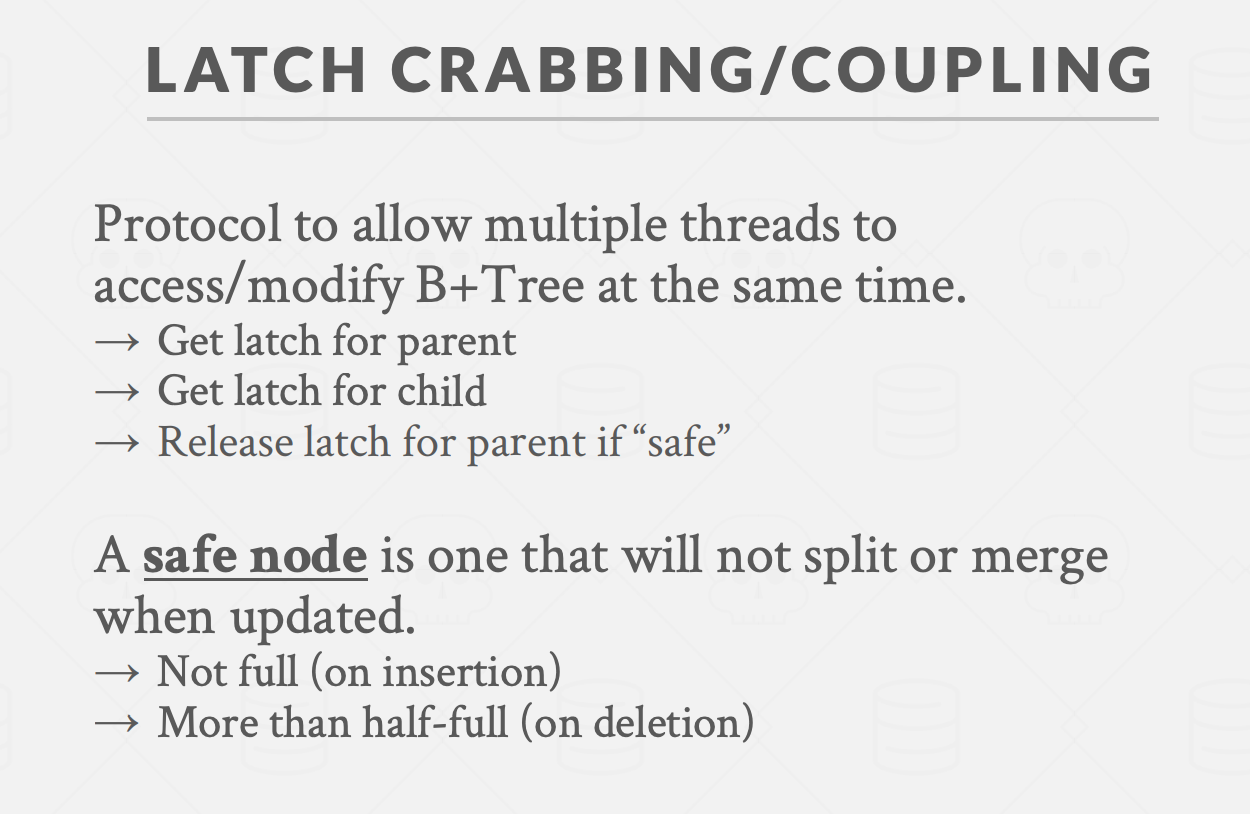 LATCH CRABBING/COUPLING
Protocol to allow multiple threads to
access/modify B+Tree at the same time.
→ Get latch for parent
→ Get latch for child
→ Release latch for parent if “safe”
A safe node is one that will not split or merge
when updated.
→ Not full (on insertion)
→ More than half-full (on deletion)